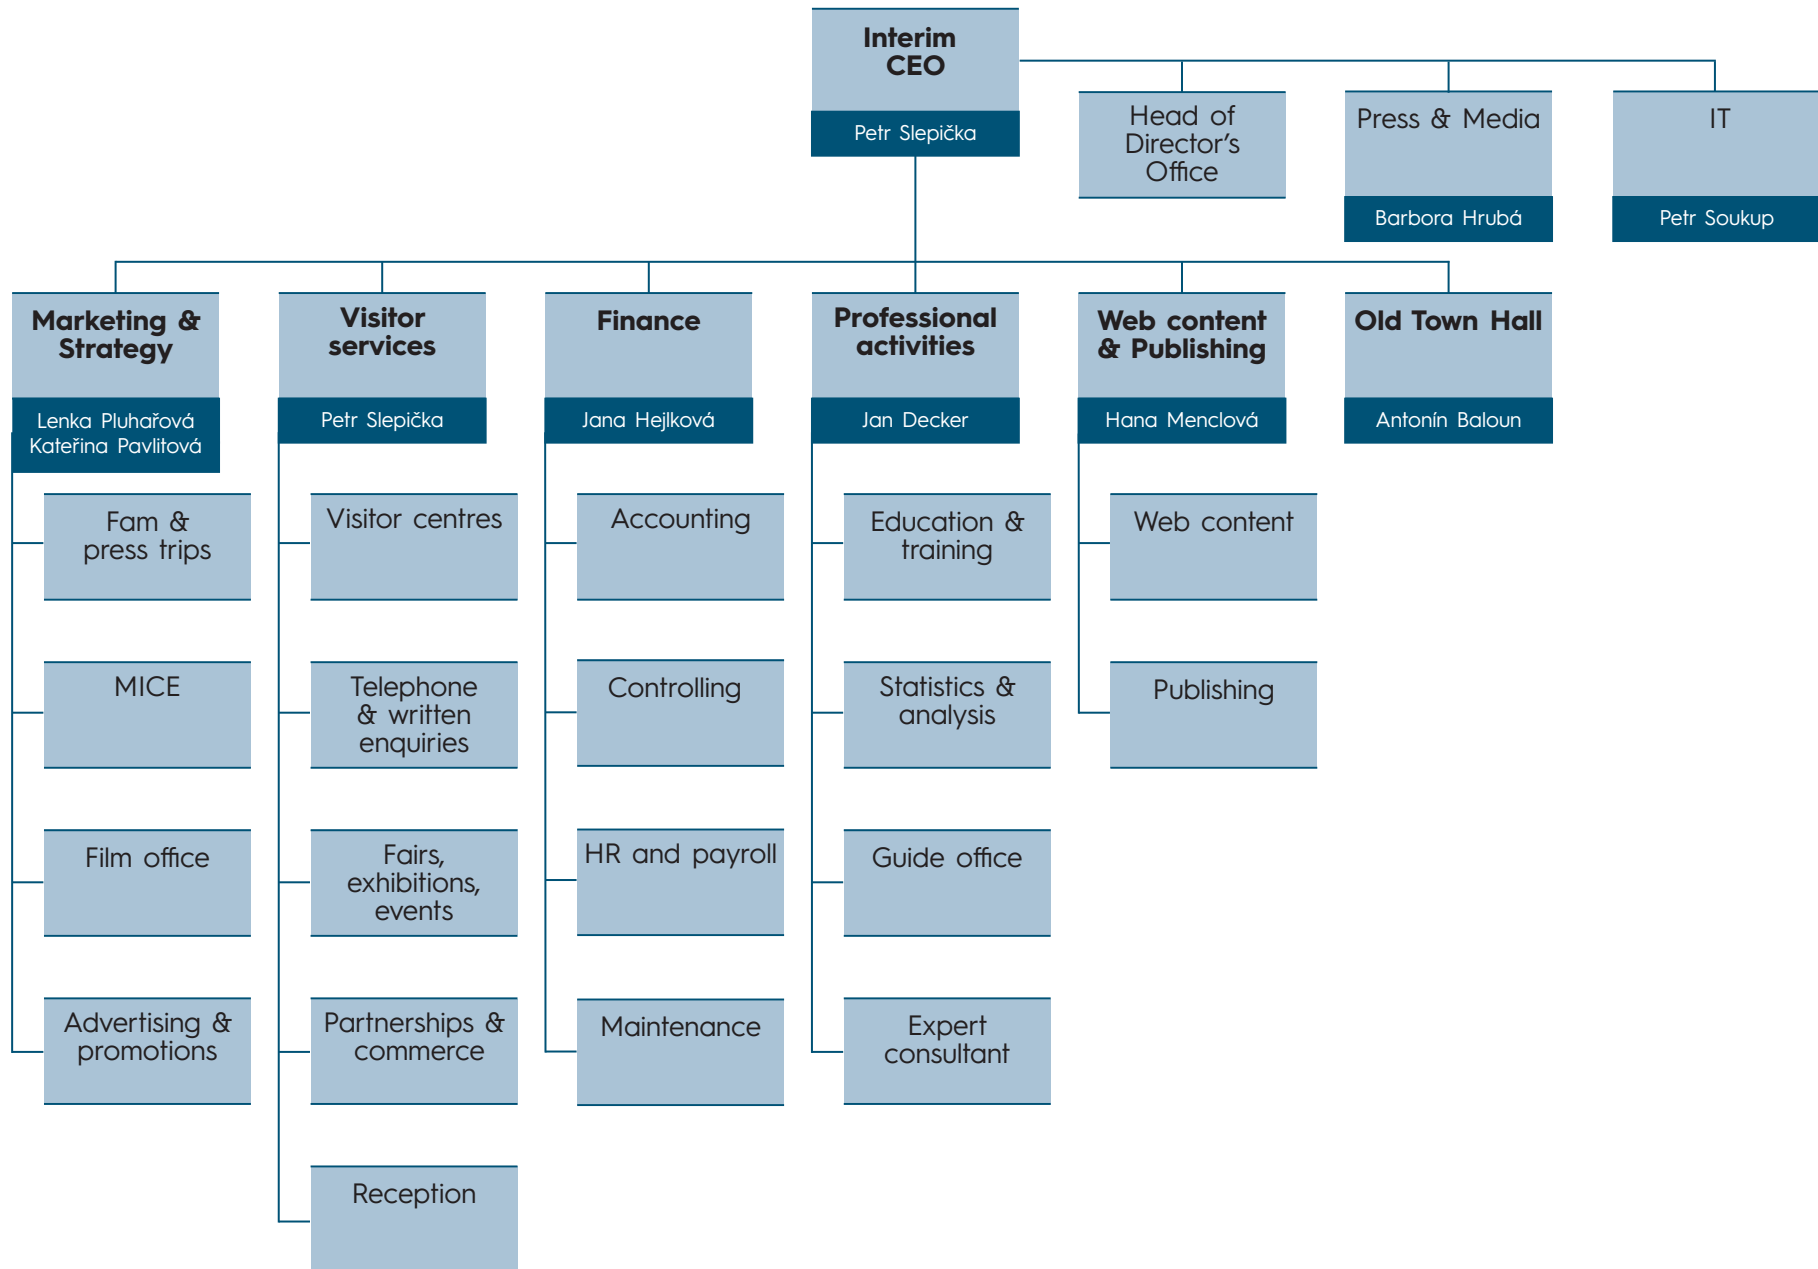 Interim
CEO
Petr Slepička
Head of
Director’s
Office
Press & Media
Barbora Hrubá
IT
Petr Soukup
Marketing &
Strategy
Lenka Pluhařová
Kateřina Pavlitová
Visitor
services
Petr Slepička
Finance
Jana Hejlková
Professional
activities
Jan Decker
Web content
& Publishing
Hana Menclová
Old Town Hall
Antonín Baloun
Fam &
press trips
MICE
Film office
Advertising &
promotions
Visitor centres
Telephone
& written
enquiries
Fairs,
exhibitions,
events
Partnerships &
commerce
Reception
Accounting
Controlling
HR and payroll
Maintenance
Education &
training
Statistics &
analysis
Guide office
Expert
consultant
Web content
Publishing